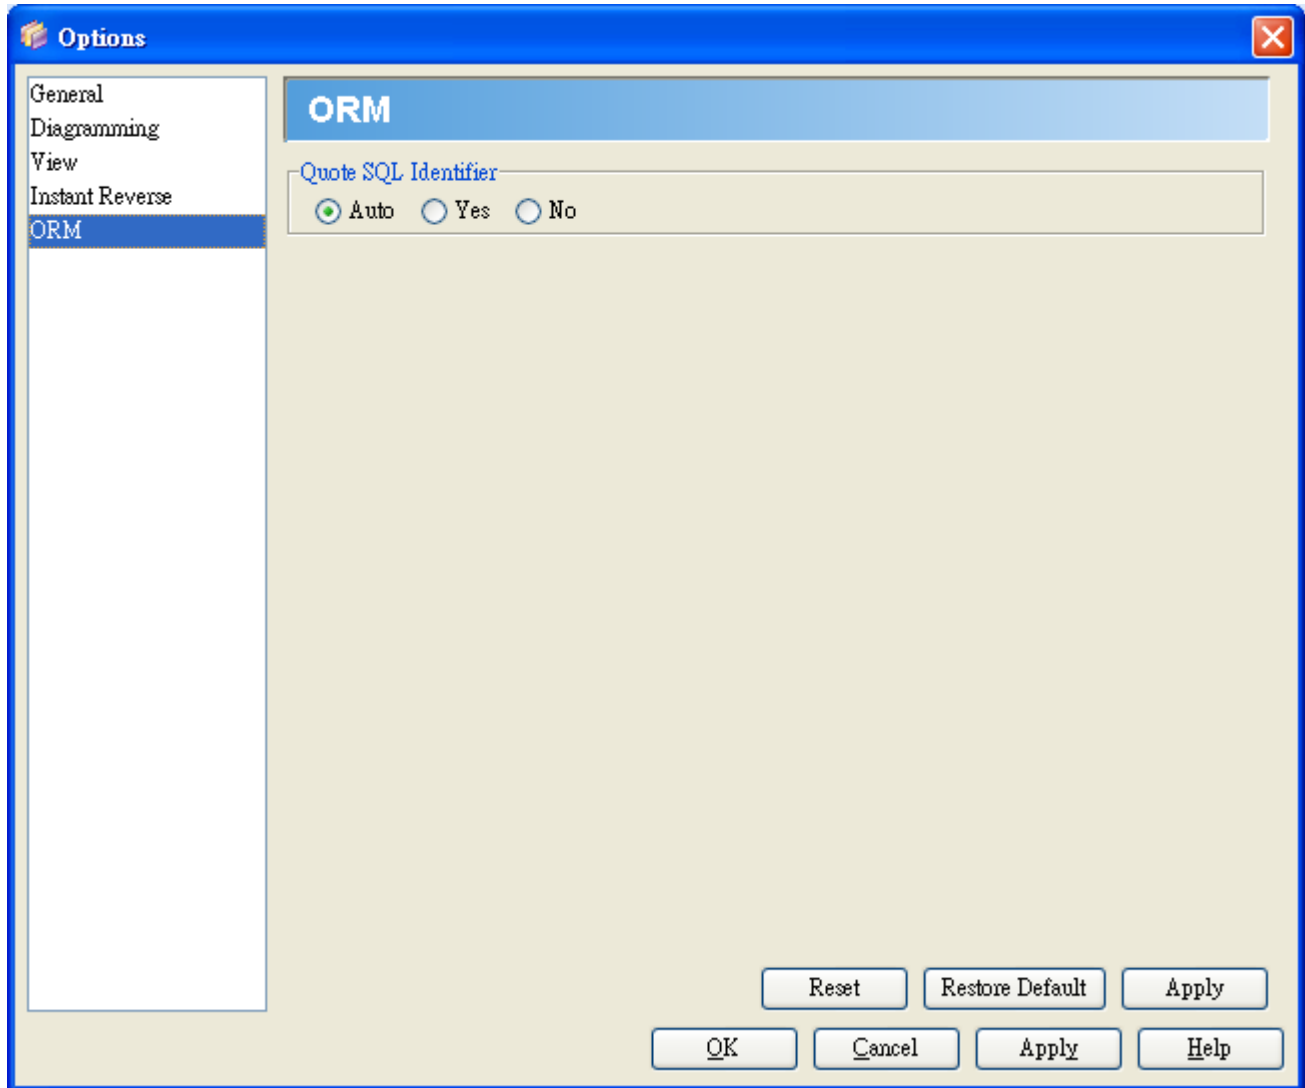 Options
General
Diagramming
View
Instant Reverse
ORM
ORM
Quote SQL Identifier
Auto Yes No
Reset Restore Default Apply
OK Cancel Apply Help